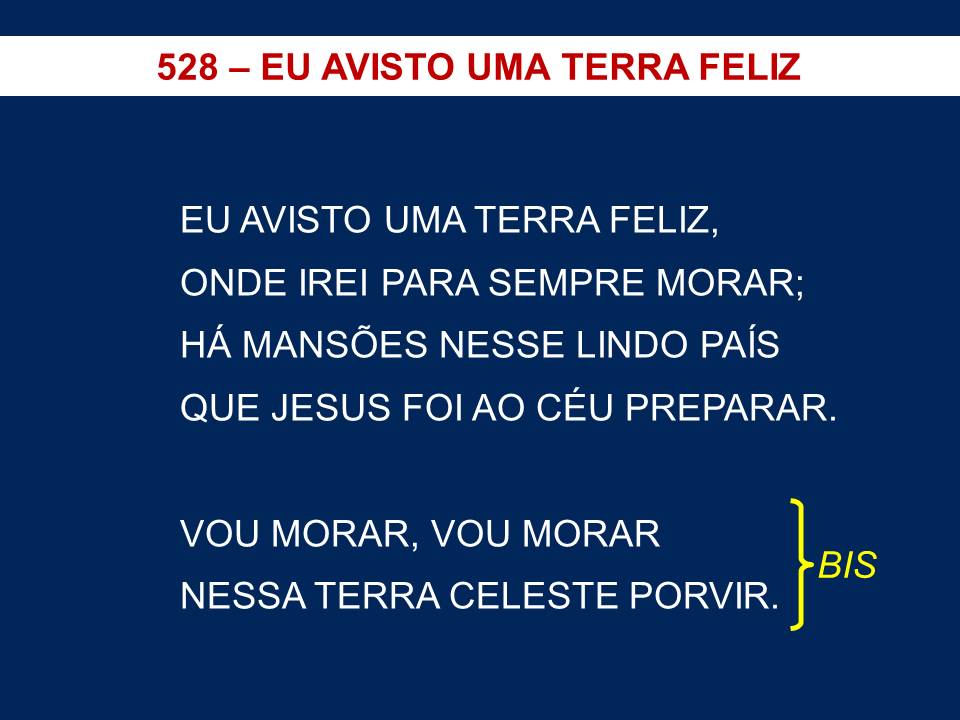 528 – EU AVISTO UMA TERRA FELIZ
EU AVISTO UMA TERRA FELIZ,
ONDE IREI PARA SEMPRE MORAR;
HÁ MANSÕES NESSE LINDO PAÍS
QUE JESUS FOI AO CÉU PREPARAR.
VOU MORAR, VOU MORAR
NESSA TERRA CELESTE PORVIR.
BIS